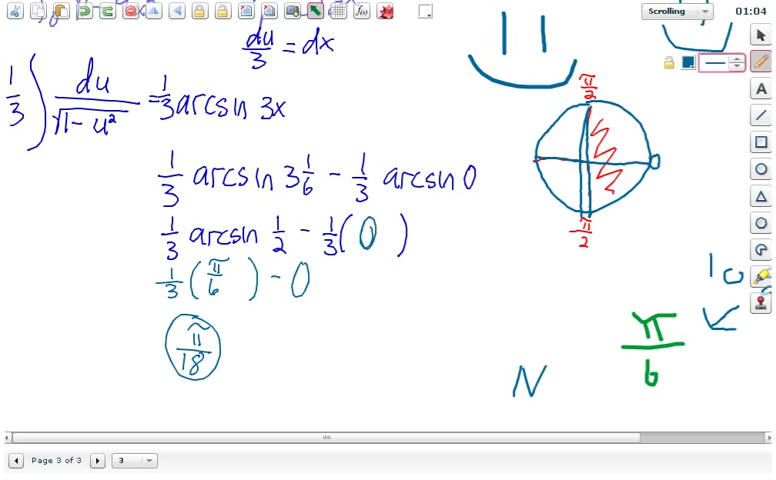 Scrolling
01:04
du/3 = dx
1/3 ∫ du/√1-u² = 1/3 arcsin 3x
1/3 arcsin 3 1/6 - 1/3 arcsin 0
1/3 arcsin 1/2 - 1/3 ( 0 )
1/3 ( π/6 ) - 0
π/18
π/2
0
-π/2
π/6
N
Page 3 of 3
3